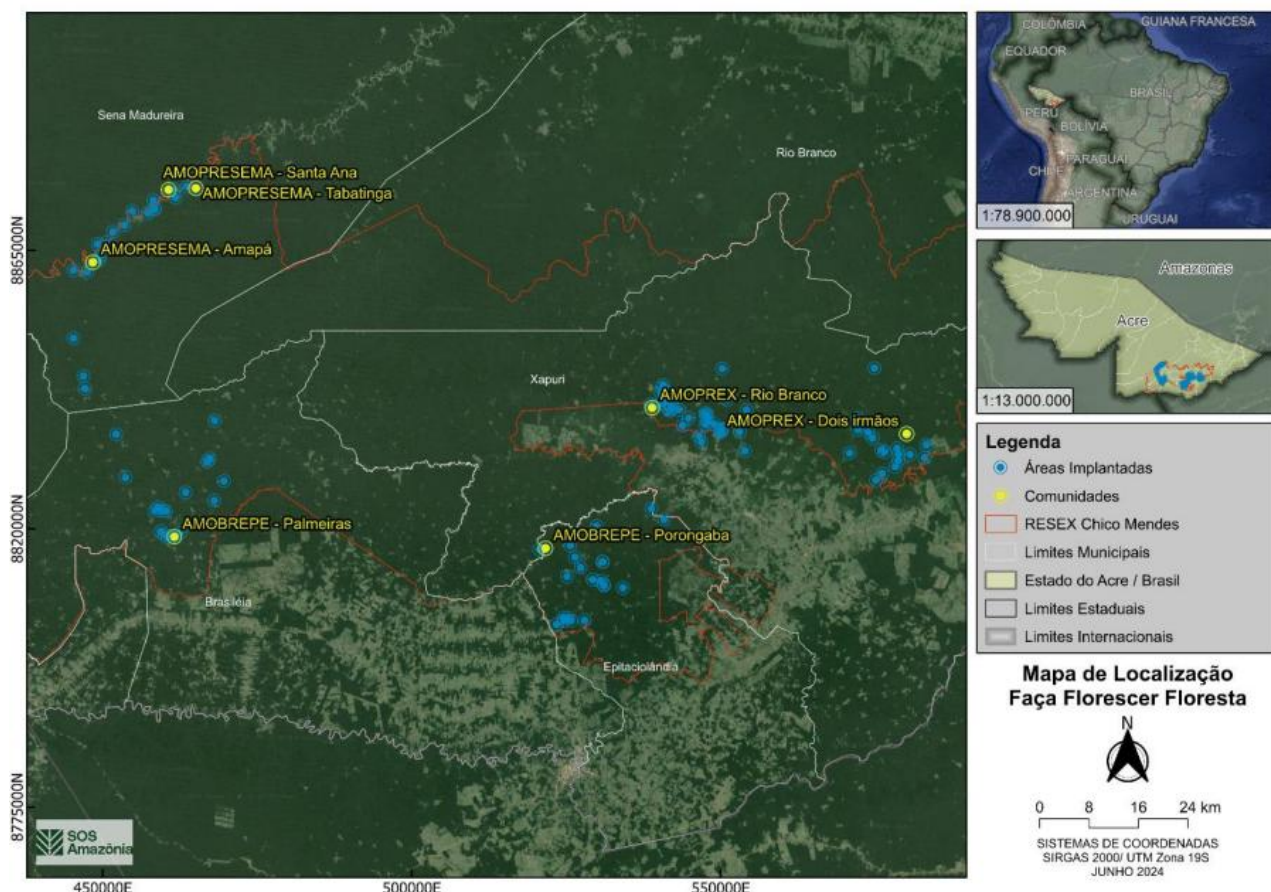 Sena Madureira
Rio Branco
AMOPRESEMA - Santa Ana
AMOPRESEMA - Tabatinga
AMOPRESEMA - Amapá
Xapuri
AMOPREX - Rio Branco
AMOPREX - Dois irmãos
AMOBREPE - Palmeiras
AMOBREPE - Porongaba
Brasiléia
Epitaciolândia
8865000N
8820000N
8775000N
450000E
500000E
550000E
SOS
Amazônia
COLÔMBIA
GUIANA FRANCESA
EQUADOR
BRASIL
PERU
BOLÍVIA
PARAGUAI
CHILE
ARGENTINA
URUGUAI
1:78.900.000
Amazonas
Acre
1:13.000.000
Legenda
Áreas Implantadas
Comunidades
RESEX Chico Mendes
Limites Municipais
Estado do Acre / Brasil
Limites Estaduais
Limites Internacionais
Mapa de Localização
Faça Florescer Floresta
N
0 8 16 24 km
SISTEMAS DE COORDENADAS
SIRGAS 2000/ UTM Zona 19S
JUNHO 2024